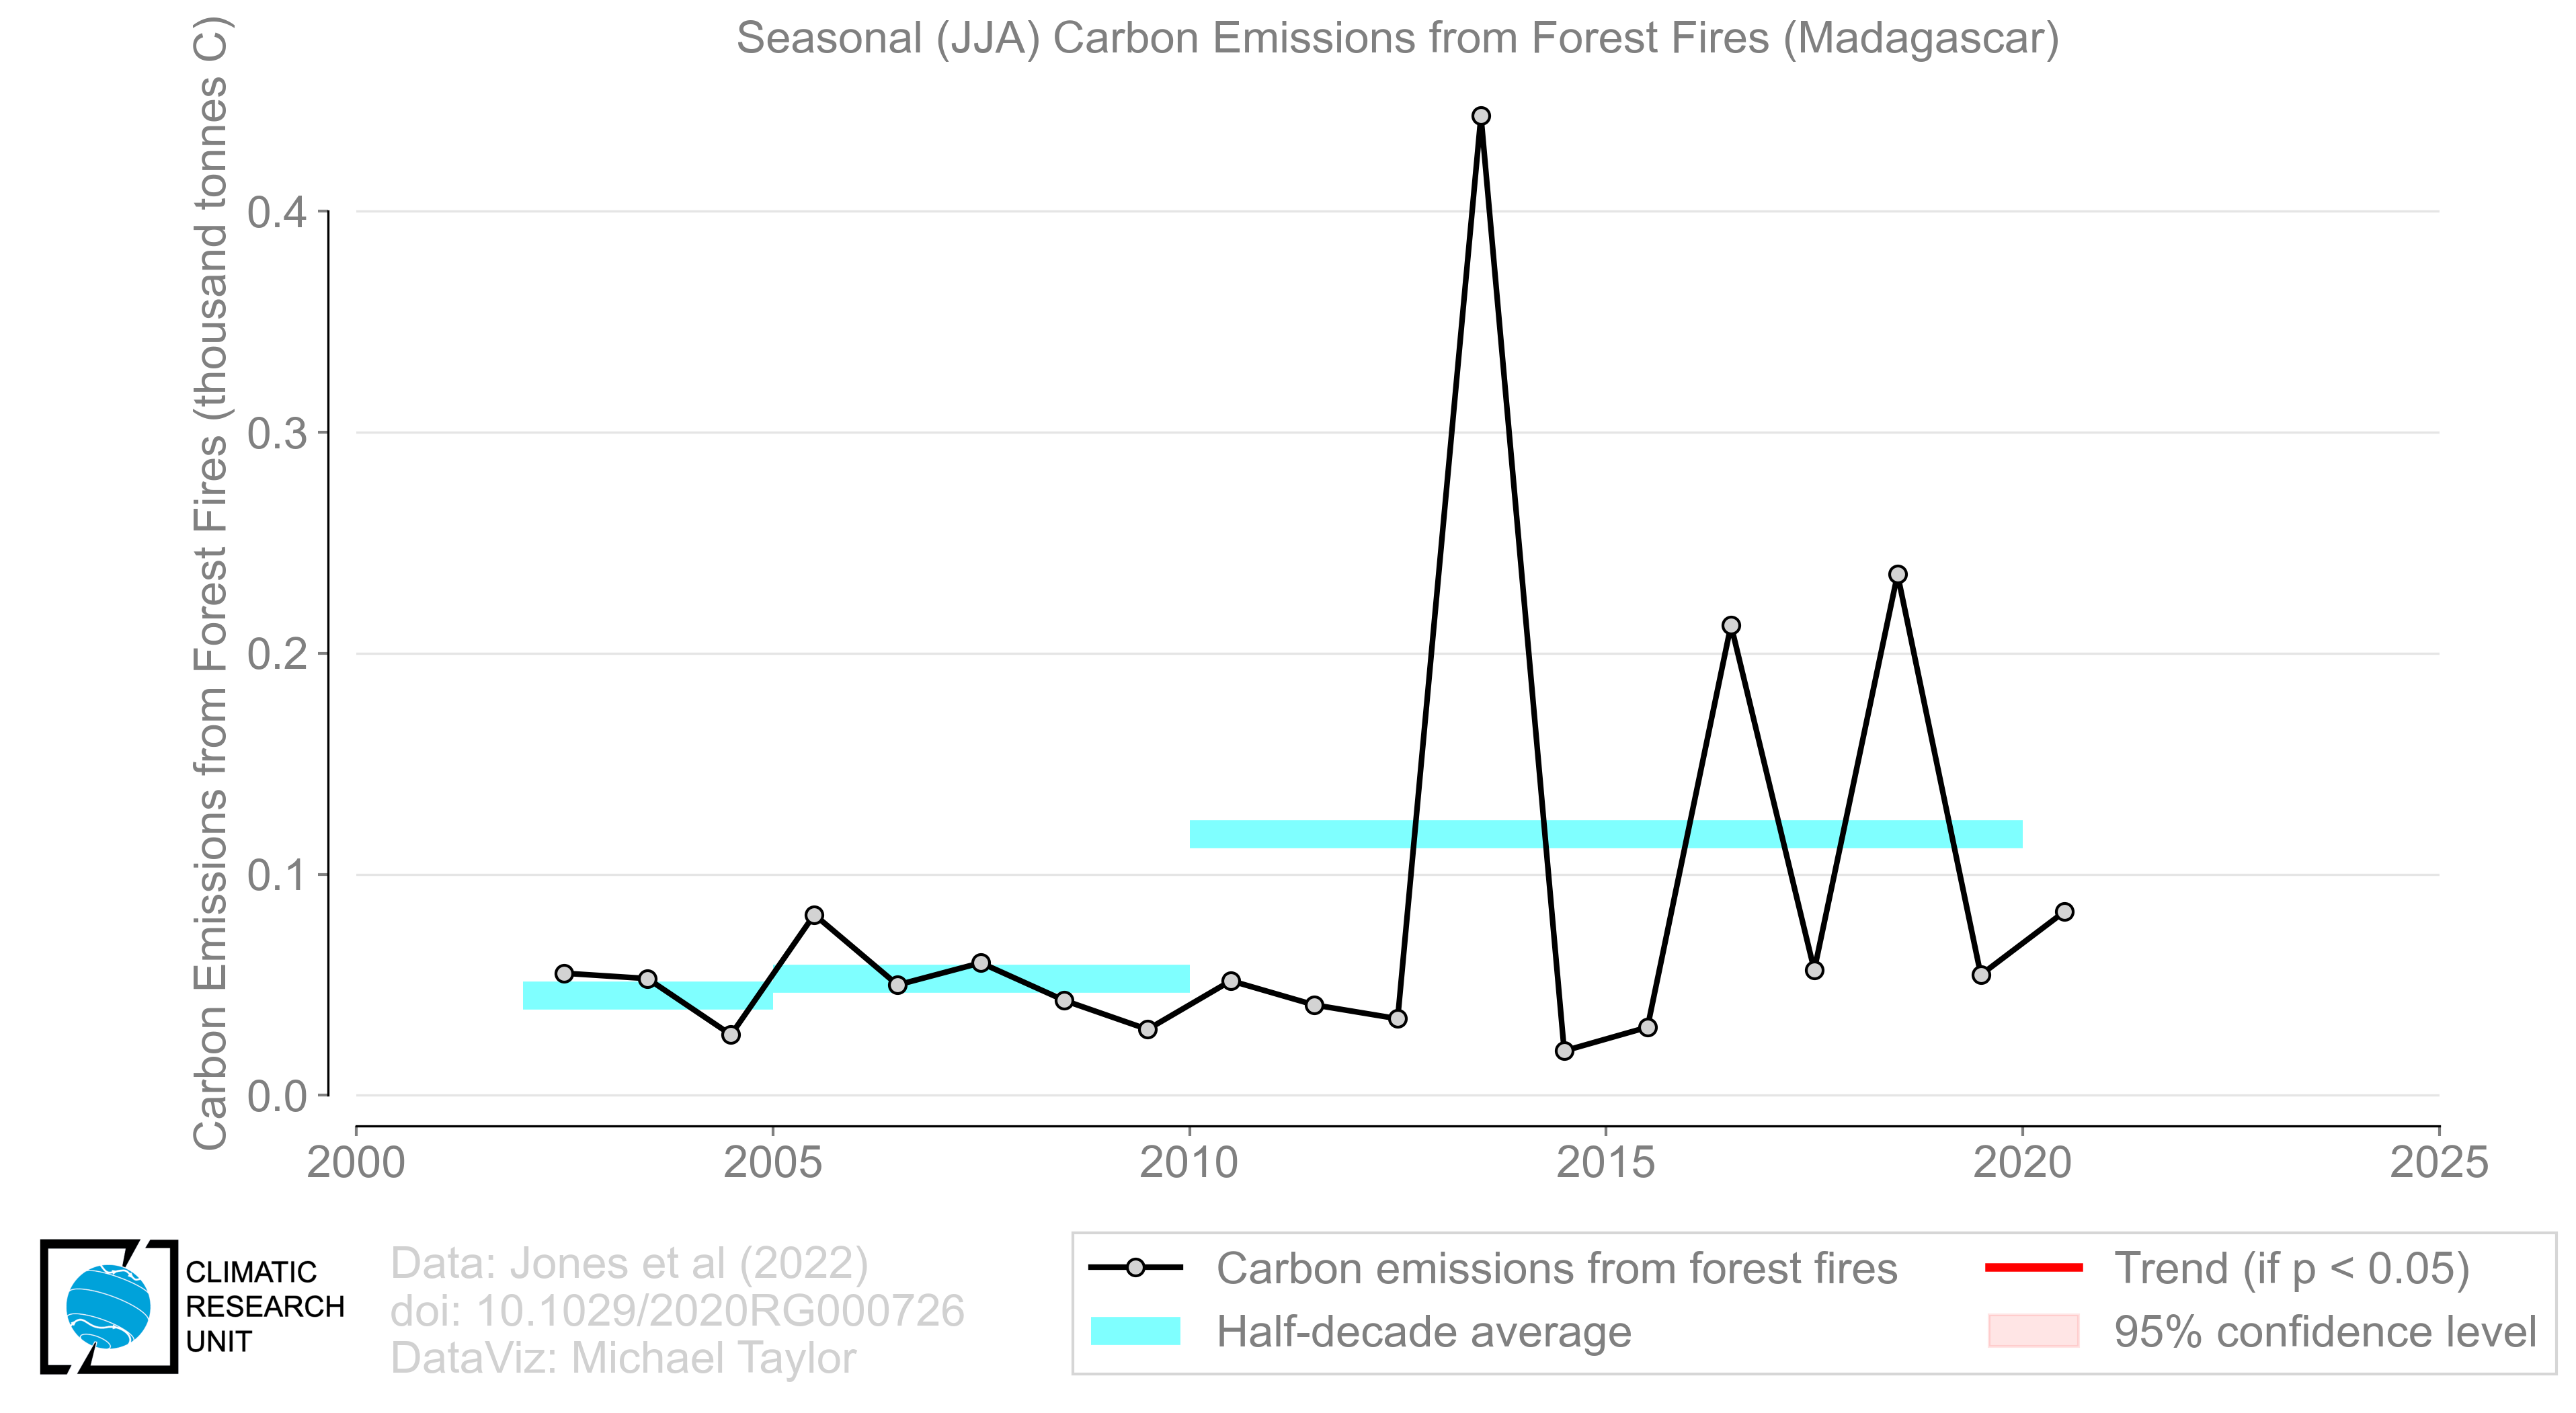 Seasonal (JJA) Carbon Emissions from Forest Fires (Madagascar)
Carbon Emissions from Forest Fires (thousand tonnes C)
0.4
0.3
0.2
0.1
0.0
2000 2005 2010 2015 2020 2025
CLIMATIC
RESEARCH
UNIT
Data: Jones et al (2022)
doi: 10.1029/2020RG000726
DataViz: Michael Taylor
Carbon emissions from forest fires
Half-decade average
Trend (if p < 0.05)
95% confidence level